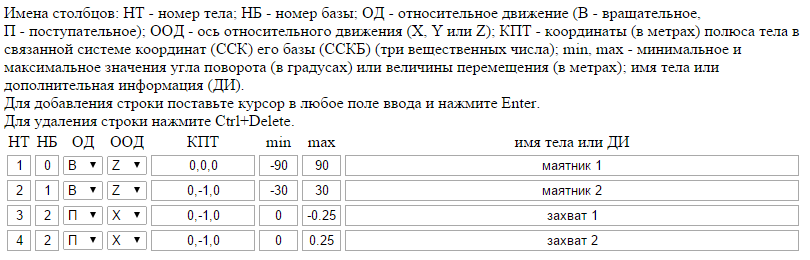 Имена столбцов: НТ - номер тела; НБ - номер базы; ОД - относительное движение (В - вращательное,
П - поступательное); ООД - ось относительного движения (X, Y или Z); КПТ - координаты (в метрах) полюса тела в
связанной системе координат (ССК) его базы (ССКБ) (три вещественных числа); min, max - минимальное и
максимальное значения угла поворота (в градусах) или величины перемещения (в метрах); имя тела или
дополнительная информация (ДИ).
Для добавления строки поставьте курсор в любое поле ввода и нажмите Enter.
Для удаления строки нажмите Ctrl+Delete.
НТ НБ ОД ООД КПТ min max имя тела или ДИ
1 0 В Z 0,0,0 -90 90 маятник 1
2 1 В Z 0,-1,0 -30 30 маятник 2
3 2 П X 0,-1,0 0 -0.25 захват 1
4 2 П X 0,-1,0 0 0.25 захват 2